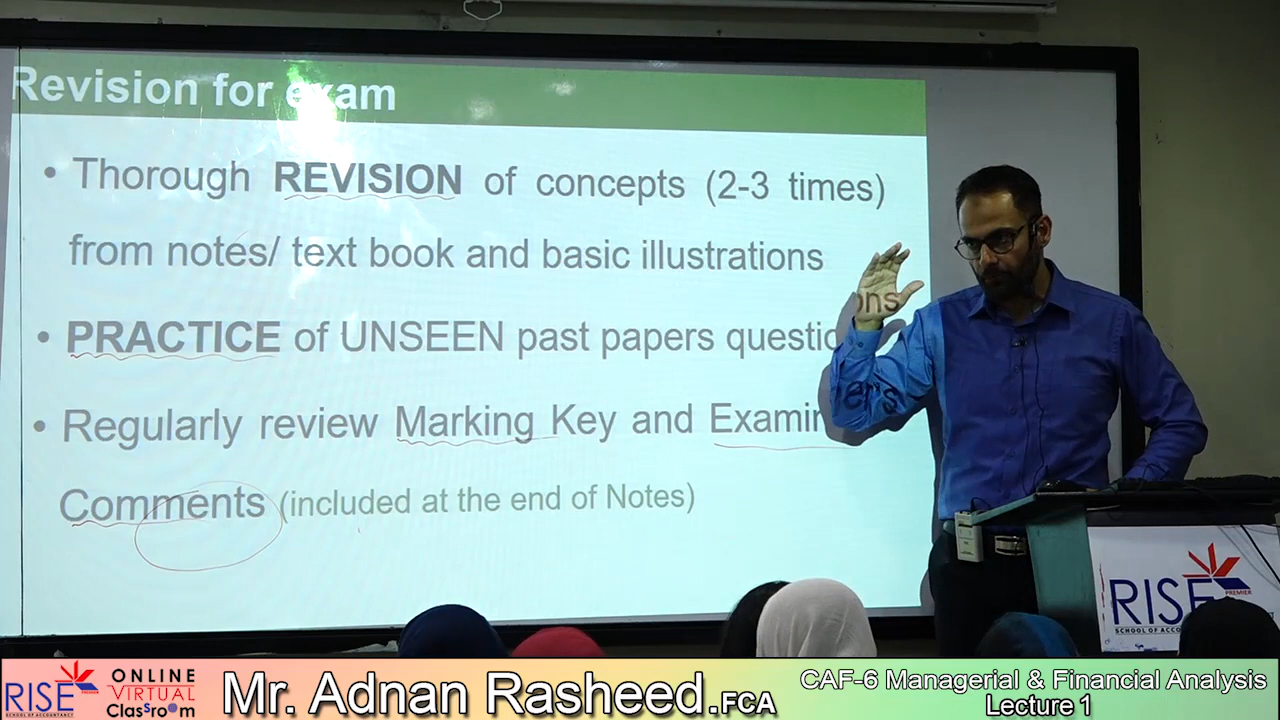 Revision for exam
• Thorough REVISION of concepts (2-3 times)
from notes/ text book and basic illustrations
• PRACTICE of UNSEEN past papers questions
• Regularly review Marking Key and Examiners
Comments (included at the end of Notes)
RISE
PREMIER
SCHOOL OF ACCOUNTANCY
RISE
PREMIER
SCHOOL OF ACCOUNTANCY
ONLINE
VIRTUAL
ClasSroom
Mr. Adnan Rasheed.FCA
CAF-6 Managerial & Financial Analysis
Lecture 1